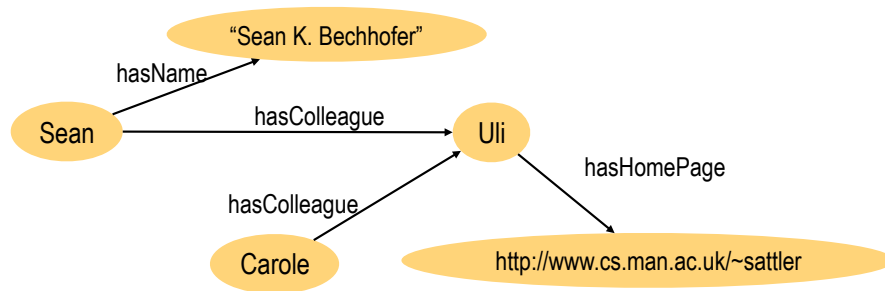 “Sean K. Bechhofer”
hasName
Sean
hasColleague
Uli
hasHomePage
hasColleague
Carole
http://www.cs.man.ac.uk/~sattler